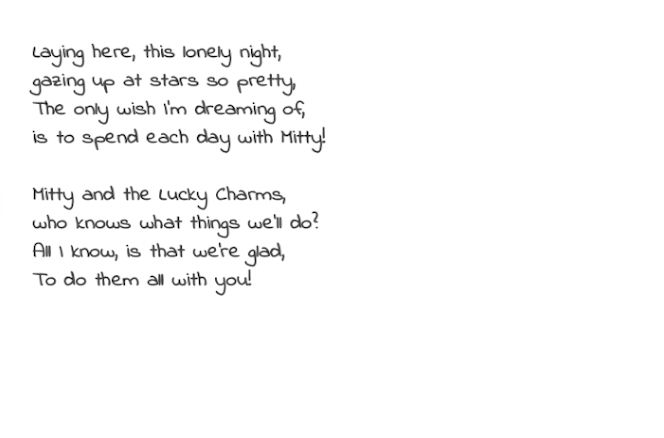 Laying here, this lonely night,
gazing up at stars so pretty,
The only wish I'm dreaming of,
is to spend each day with Mitty!
Mitty and the Lucky Charms,
who knows what things we'll do?
All I know, is that we're glad,
To do them all with you!